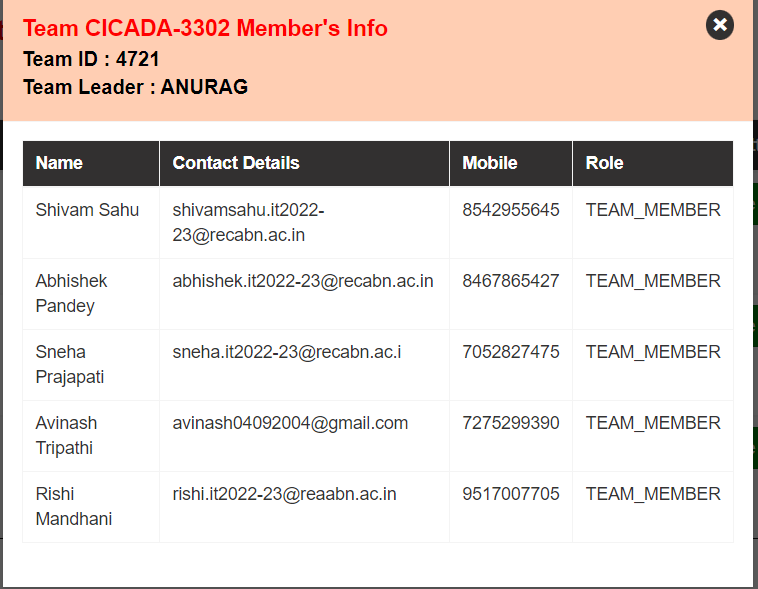 Team CICADA-3302 Member's Info
Team ID : 4721
Team Leader : ANURAG
Name Contact Details Mobile Role
Shivam Sahu shivamsahu.it2022- 8542955645 TEAM_MEMBER
23@recabn.ac.in
Abhishek abhishek.it2022-23@recabn.ac.in 8467865427 TEAM_MEMBER
Pandey
Sneha sneha.it2022-23@recabn.ac.i 7052827475 TEAM_MEMBER
Prajapati
Avinash avinash04092004@gmail.com 7275299390 TEAM_MEMBER
Tripathi
Rishi rishi.it2022-23@reaabn.ac.in 9517007705 TEAM_MEMBER
Mandhani